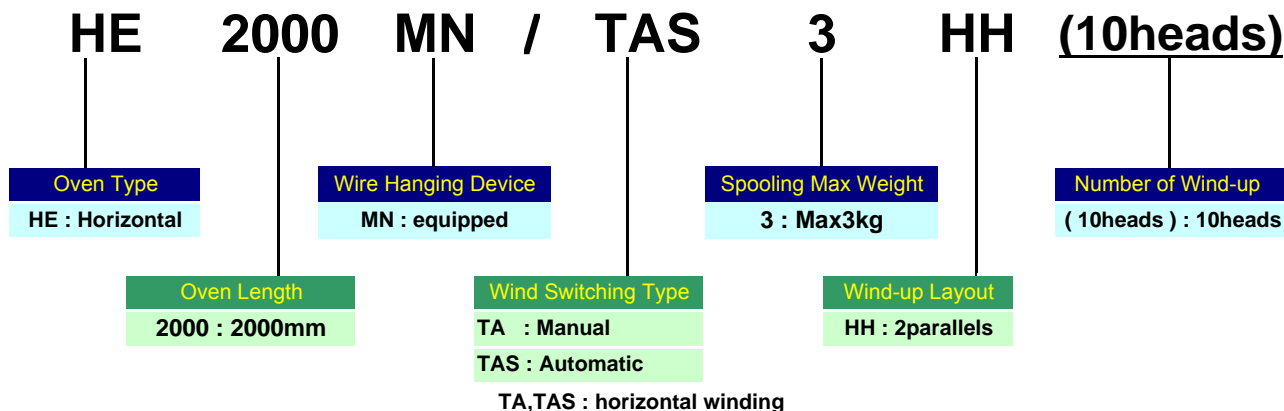 HE 2000 MN / TAS 3 HH (10heads)
Oven Type
HE : Horizontal
Wire Hanging Device
MN : equipped
Spooling Max Weight
3 : Max3kg
Number of Wind-up
( 10heads ) : 10heads
Oven Length
2000 : 2000mm
Wind Switching Type
TA : Manual
TAS : Automatic
Wind-up Layout
HH : 2parallels
TA,TAS : horizontal winding